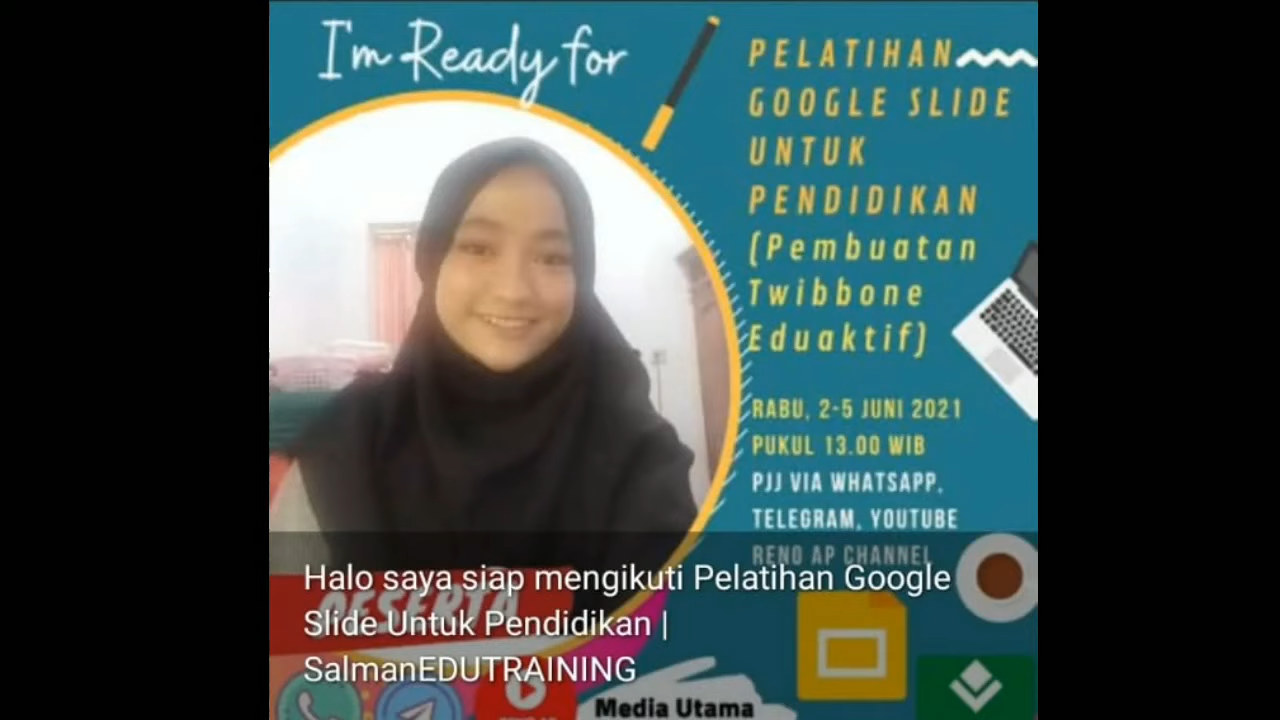 I'm Ready for
PELATIHAN
GOOGLE SLIDE
UNTUK
PENDIDIKAN
(Pembuatan
Twibbone
Eduaktif)
RABU, 2-5 JUNI 2021
PUKUL 13.00 WIB
PJJ VIA WHATSAPP,
TELEGRAM, YOUTUBE
RENO AP CHANNEL
PESERTA
Halo saya siap mengikuti Pelatihan Google
Slide Untuk Pendidikan |
SalmanEDUTRAINING
Media Utama